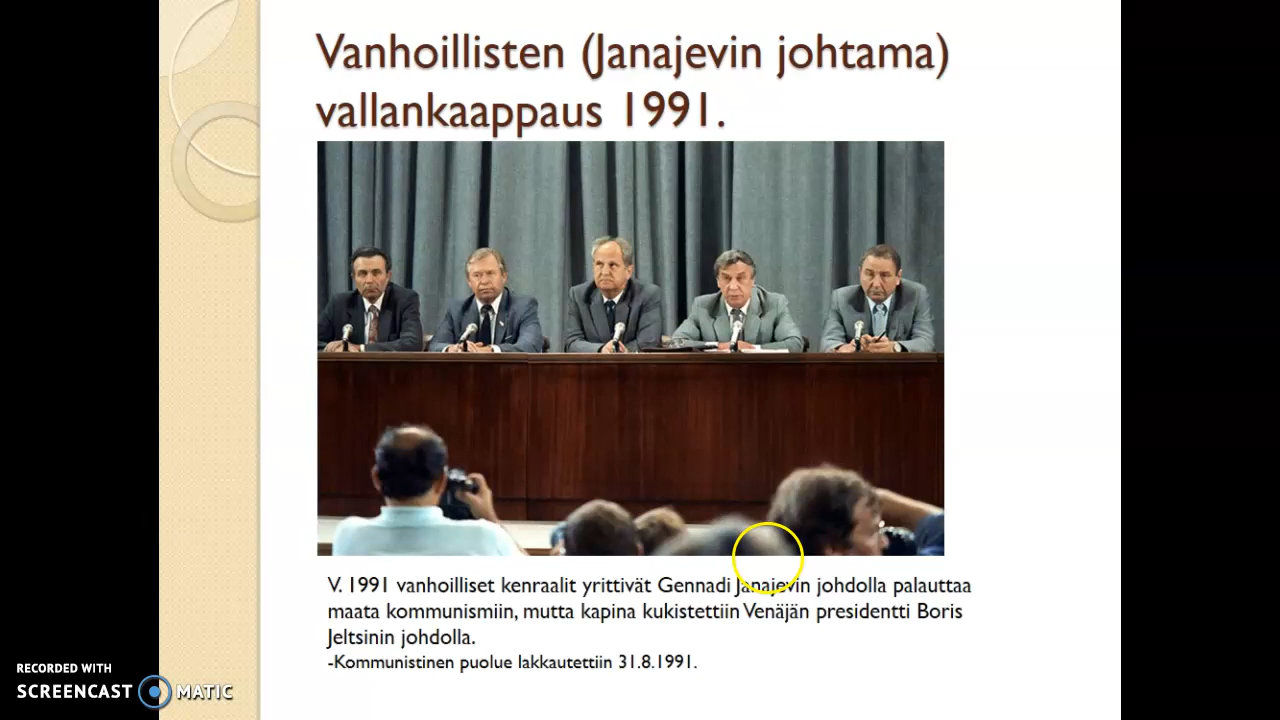 Vanhoillisten (Janajevin johtama)
vallankaappaus 1991.
V. 1991 vanhoilliset kenraalit yrittivät Gennadi Janajevin johdolla palauttaa
maata kommunismiin, mutta kapina kukistettiin Venäjän presidentti Boris
Jeltsinin johdolla.
-Kommunistinen puolue lakkautettiin 31.8.1991.
RECORDED WITH
SCREENCAST MATIC